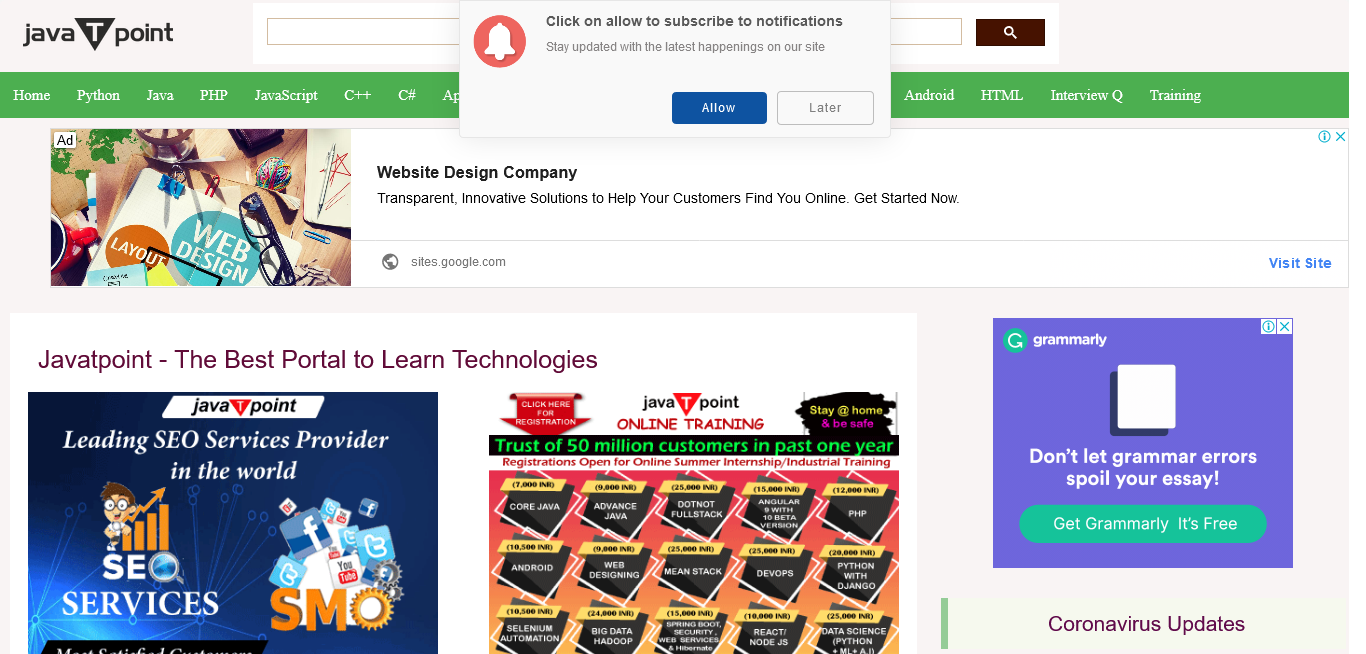 java T point
Click on allow to subscribe to notifications
Stay updated with the latest happenings on our site
Allow
Later
Home Python Java PHP JavaScript C++ C# Android HTML Interview Q Training
Ad
LAYOUT
WEB
DESIGN
Website Design Company
Transparent, Innovative Solutions to Help Your Customers Find You Online. Get Started Now.
sites.google.com
Visit Site
Javatpoint - The Best Portal to Learn Technologies
java T point
Leading SEO Services Provider
in the world
SEO
SERVICES
You
Tube
SMO
Most Satisfied Customers
CLICK HERE
FOR
REGISTRATION
java T point
ONLINE TRAINING
Stay @ home
& be safe
Trust of 50 million customers in past one year
Registrations Open for Online Summer Internship/Industrial Training
(7,000 INR) (9,000 INR) (25,000 INR) (15,000 INR) (12,000 INR)
CORE JAVA
ADVANCE
JAVA
DOTNOT
FULLSTACK
ANGULAR
9 WITH
10 BETA
VERSION
PHP
(10,500 INR) (9,000 INR) (25,000 INR) (25,000 INR) (20,000 INR)
ANDROID
WEB
DESIGNING
MEAN STACK
DEVOPS
PYTHON
WITH
DJANGO
(10,500 INR) (24,000 INR) (15,000 INR) (10,000 INR) (25,000 INR)
SELENIUM
AUTOMATION
BIG DATA
HADOOP
SPRING BOOT,
SECURITY,
WEB SERVICES
& Hibernate
REACT/
NODE JS
DATA SCIENCE
(PYTHON
+ ML+ A.I)
grammarly
Don't let grammar errors
spoil your essay!
Get Grammarly It's Free
Coronavirus Updates